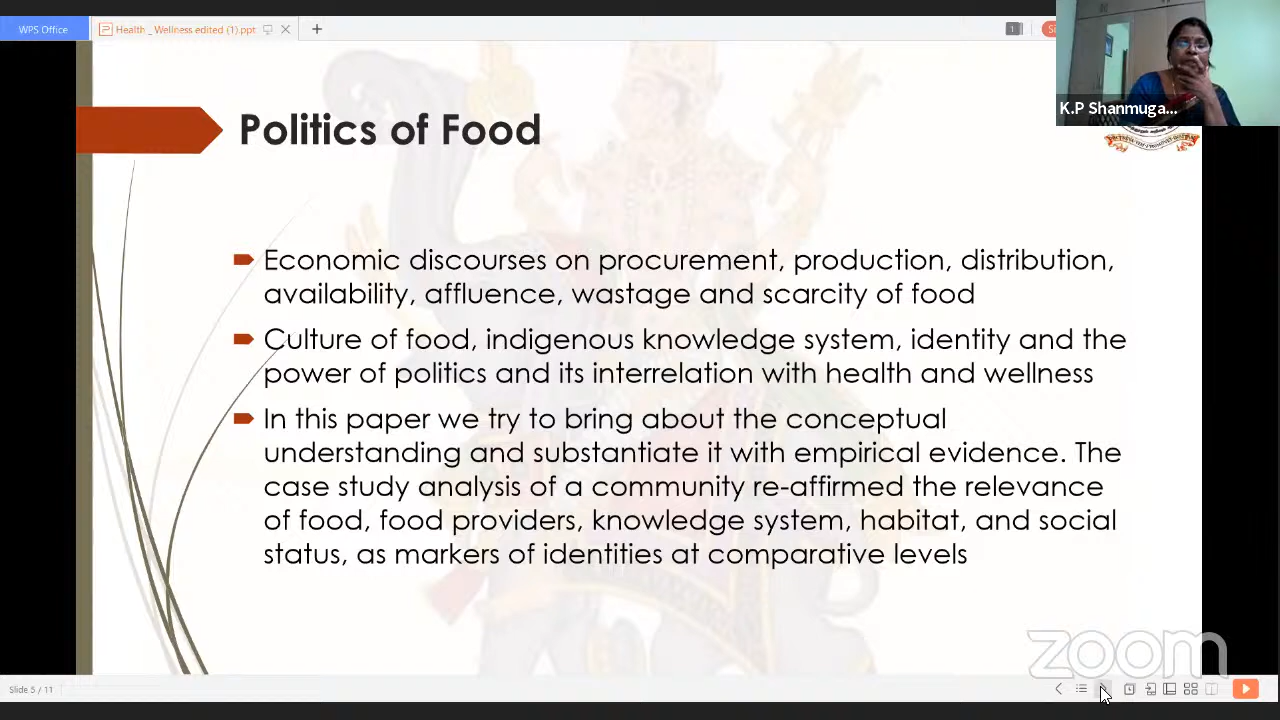 WPS Office
Health _ Wellness edited (1).ppt
1
K.P Shanmuga...
Politics of Food
Economic discourses on procurement, production, distribution,
availability, affluence, wastage and scarcity of food
Culture of food, indigenous knowledge system, identity and the
power of politics and its interrelation with health and wellness
In this paper we try to bring about the conceptual
understanding and substantiate it with empirical evidence. The
case study analysis of a community re-affirmed the relevance
of food, food providers, knowledge system, habitat, and social
status, as markers of identities at comparative levels
zoom
Slide 5 / 11